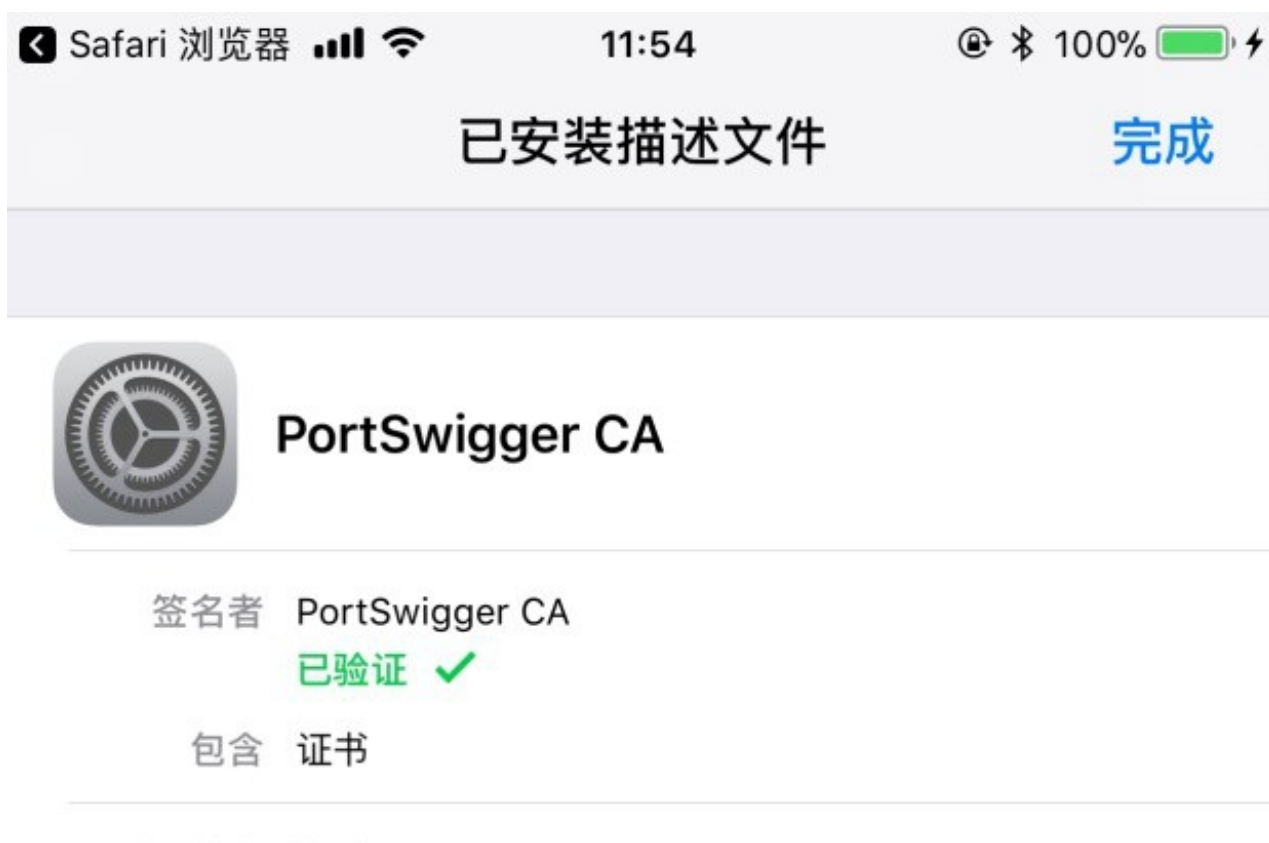 Safari 浏览器 11:54 100%
已安装描述文件 完成
PortSwigger CA
签名者 PortSwigger CA
已验证
包含 证书